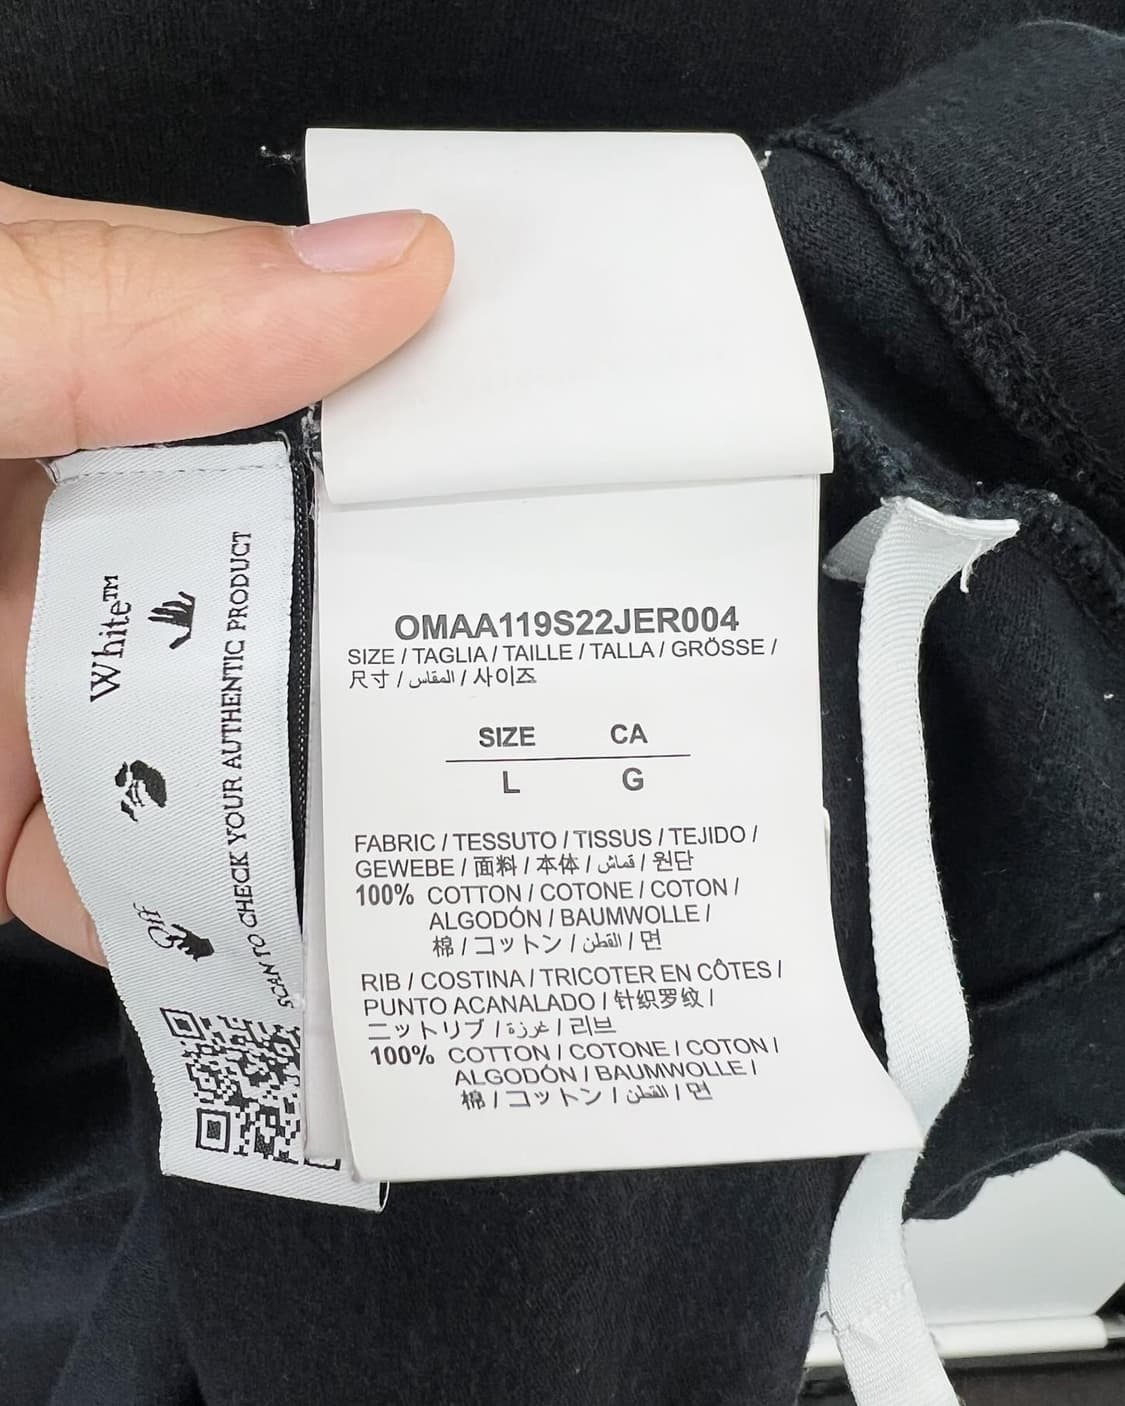 OMAA119S22JER004
SIZE / TAGLIA / TAILLE / TALLA / GRÖSSE /
尺寸 / المقاس / 사이즈
SIZE CA
L G
FABRIC / TESSUTO / TISSUS / TEJIDO /
GEWEBE / 面料 / 本体 / قماش / 원단
100% COTTON / COTONE / COTON /
ALGODÓN / BAUMWOLLE /
棉 / コットン / القطن / 면
RIB / COSTINA / TRICOTER EN CÔTES /
PUNTO ACANALADO / 针织罗纹 /
ニットリブ / غرزة / 리브
100% COTTON / COTONE / COTON /
ALGODÓN / BAUMWOLLE /
棉 / コットン / القطن / 면
Off
White™
SCAN TO CHECK YOUR AUTHENTIC PRODUCT